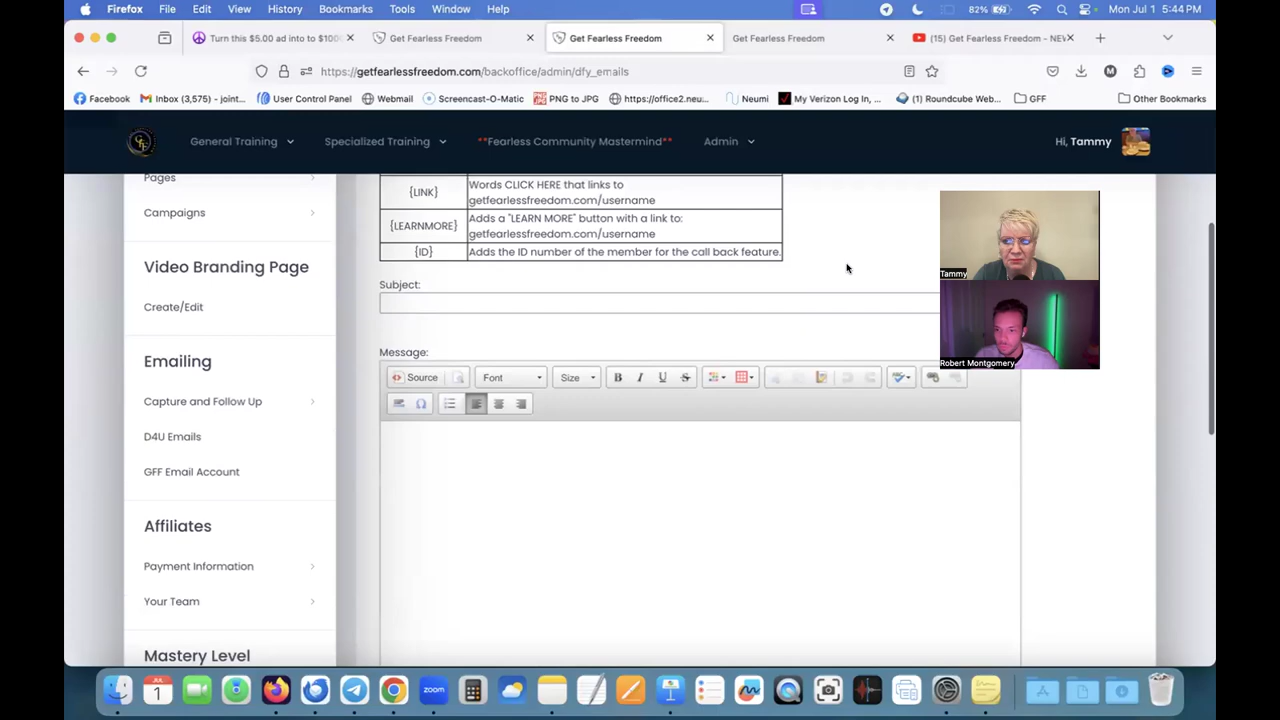 Firefox File Edit View History Bookmarks Tools Window Help 82% Mon Jul 1 5:44 PM
Turn this $5.00 ad into to $100 Get Fearless Freedom Get Fearless Freedom Get Fearless Freedom (15) Get Fearless Freedom - NEW
https://getfearlessfreedom.com/backoffice/admin/dfy_emails
Facebook Inbox (3,575) - joint... User Control Panel Webmail Screencast-O-Matic PNG to JPG https://office2.neu... Neumi My Verizon Log In, ... (1) Roundcube Web... GFF Other Bookmarks
General Training Specialized Training **Fearless Community Mastermind** Admin Hi, Tammy
Pages
Campaigns
Video Branding Page
Create/Edit
Emailing
Capture and Follow Up
D4U Emails
GFF Email Account
Affiliates
Payment Information
Your Team
Mastery Level
{LINK} Words CLICK HERE that links to
getfearlessfreedom.com/username
{LEARNMORE} Adds a "LEARN MORE" button with a link to:
getfearlessfreedom.com/username
{ID} Adds the ID number of the member for the call back feature.
Subject:
Message:
Source Font Size B I U S
Tammy
Robert Montgomery
JUL
1
zoom